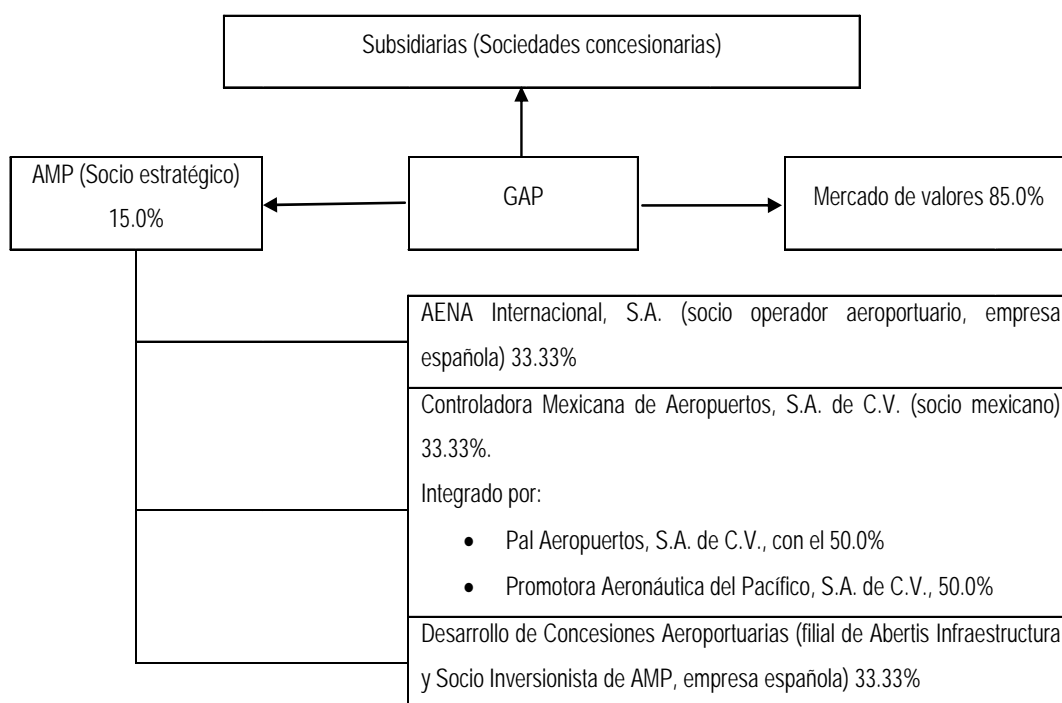 Subsidiarias (Sociedades concesionarias)
AMP (Socio estratégico)
15.0%
GAP
Mercado de valores 85.0%
AENA Internacional, S.A. (socio operador aeroportuario, empresa
española) 33.33%
Controladora Mexicana de Aeropuertos, S.A. de C.V. (socio mexicano)
33.33%.
Integrado por:
• Pal Aeropuertos, S.A. de C.V., con el 50.0%
• Promotora Aeronáutica del Pacífico, S.A. de C.V., 50.0%
Desarrollo de Concesiones Aeroportuarias (filial de Abertis Infraestructura
y Socio Inversionista de AMP, empresa española) 33.33%